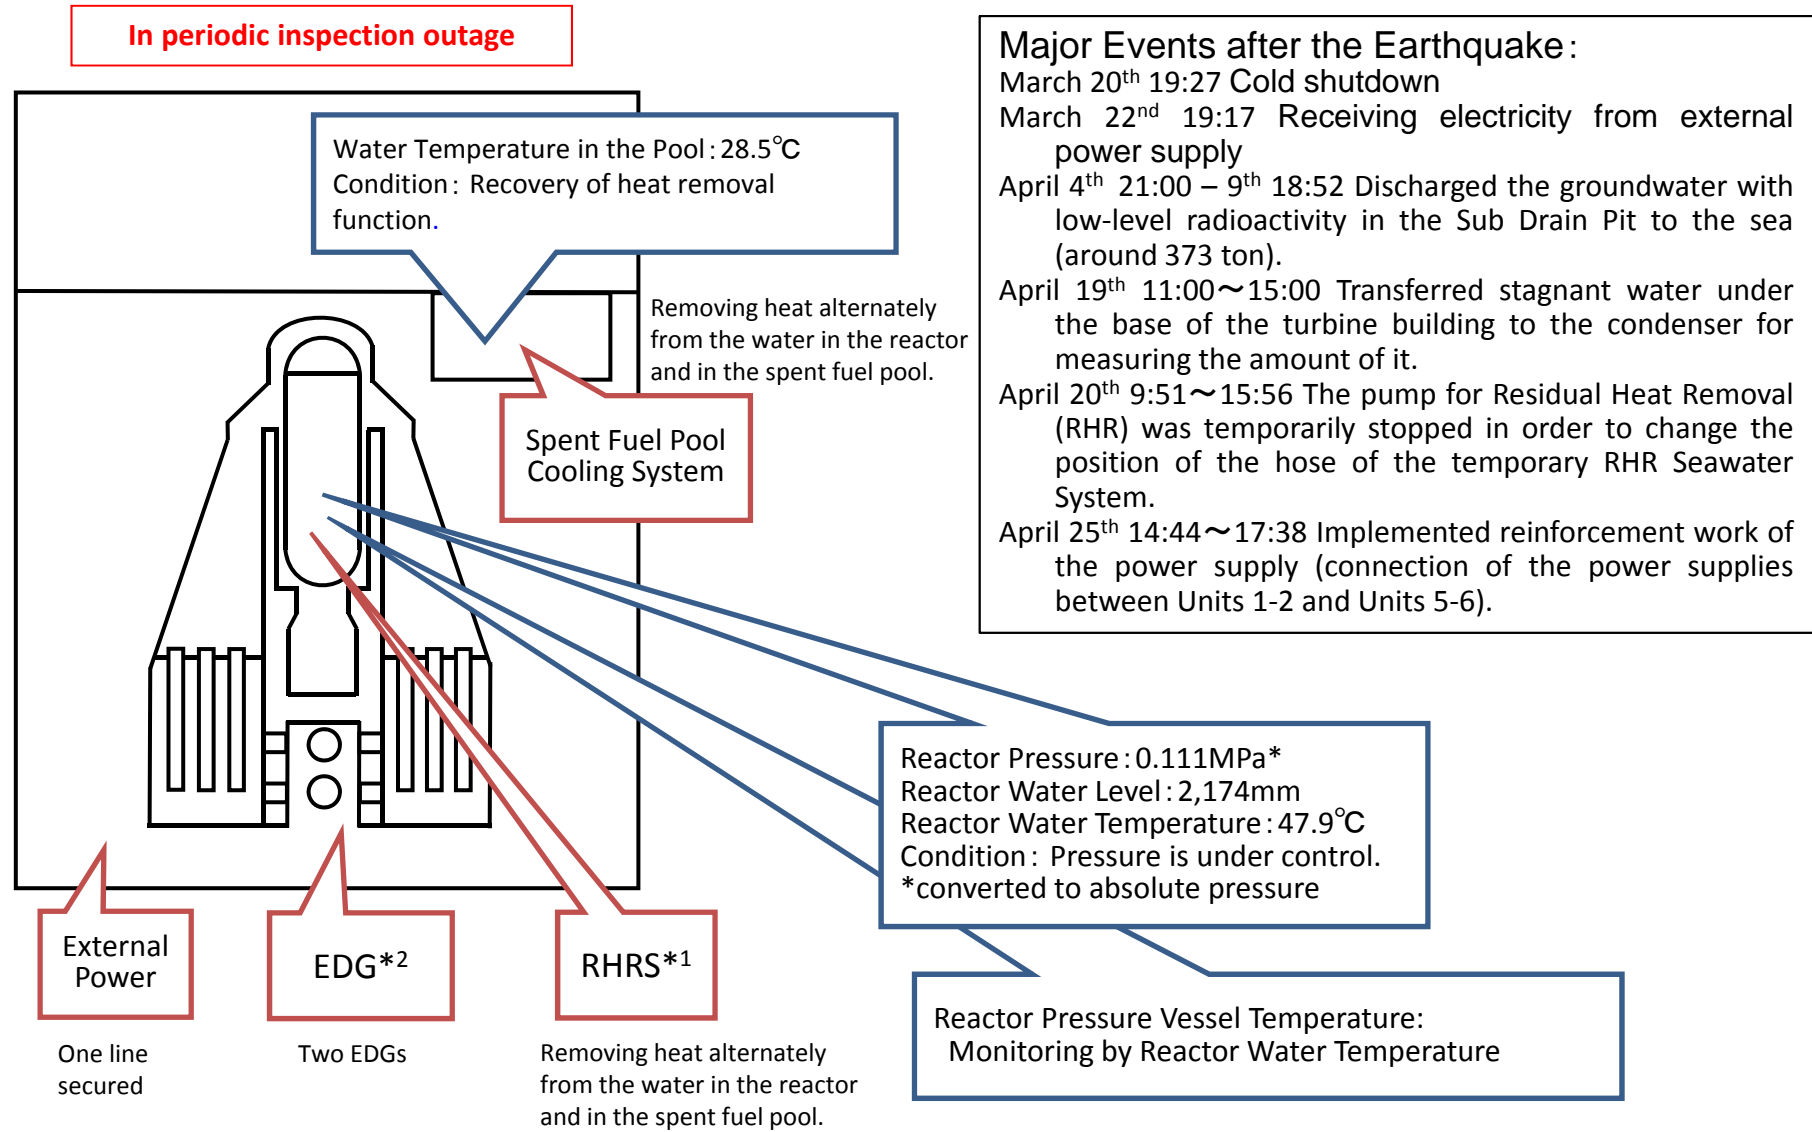 In periodic inspection outage
Water Temperature in the Pool：28.5℃
Condition： Recovery of heat removal
function.
Removing heat alternately
from the water in the reactor
and in the spent fuel pool.
Spent Fuel Pool
Cooling System
Major Events after the Earthquake：
March 20th 19:27 Cold shutdown
March 22nd 19:17 Receiving electricity from external
power supply
April 4th 21:00 – 9th 18:52 Discharged the groundwater with
low-level radioactivity in the Sub Drain Pit to the sea
(around 373 ton).
April 19th 11:00～15:00 Transferred stagnant water under
the base of the turbine building to the condenser for
measuring the amount of it.
April 20th 9:51～15:56 The pump for Residual Heat Removal
(RHR) was temporarily stopped in order to change the
position of the hose of the temporary RHR Seawater
System.
April 25th 14:44～17:38 Implemented reinforcement work of
the power supply (connection of the power supplies
between Units 1-2 and Units 5-6).
Reactor Pressure：0.111MPa*
Reactor Water Level：2,174mm
Reactor Water Temperature：47.9℃
Condition： Pressure is under control.
*converted to absolute pressure
External
Power
EDG*2
RHRS*1
Reactor Pressure Vessel Temperature:
Monitoring by Reactor Water Temperature
One line
secured
Two EDGs
Removing heat alternately
from the water in the reactor
and in the spent fuel pool.